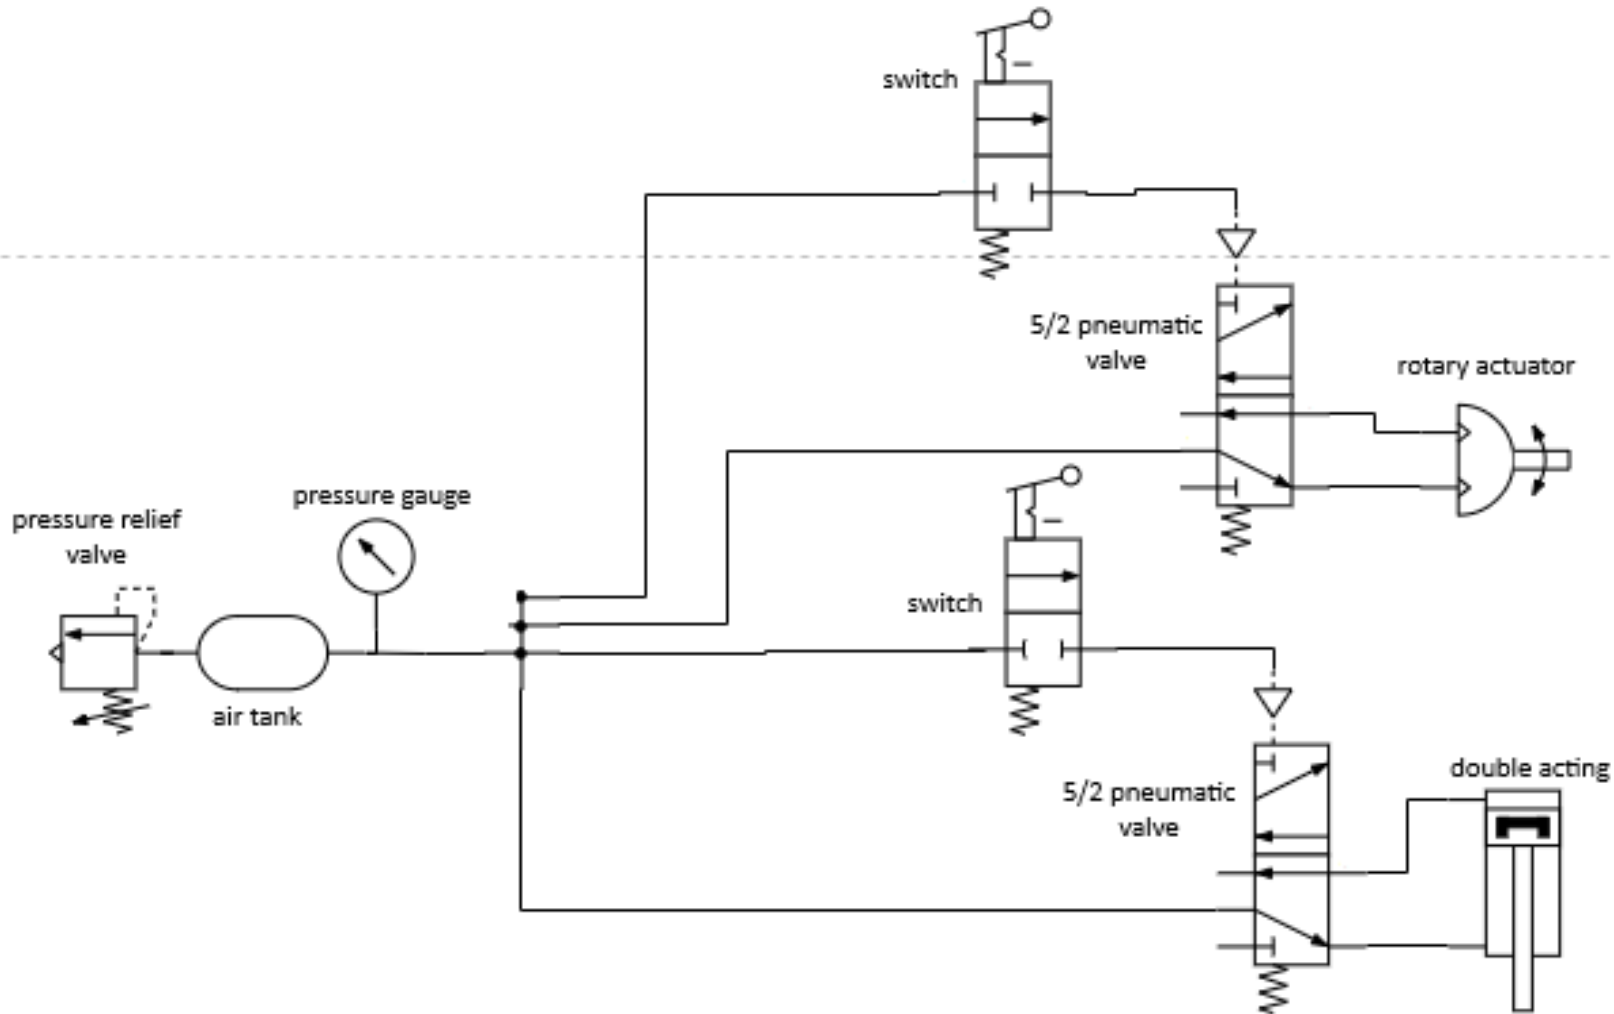 switch
5/2 pneumatic
valve
rotary actuator
pressure gauge
pressure relief
valve
switch
air tank
5/2 pneumatic
valve
double acting